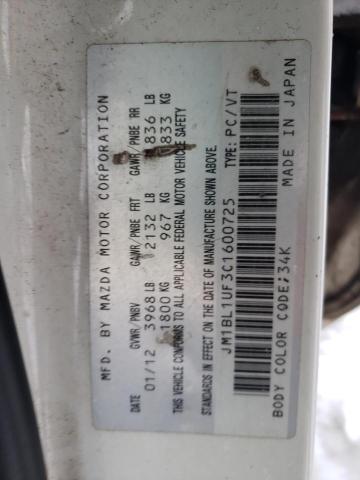 MFD. BY MAZDA MOTOR CORPORATION
GVWR/PNBV GAWR/PNBE FRT GAWR/PNBE RR
DATE
01/12 3968 LB 2132 LB 1836 LB
1800 KG 967 KG 833 KG
THIS VEHICLE CONFORMS TO ALL APPLICABLE FEDERAL MOTOR VEHICLE SAFETY
STANDARDS IN EFFECT ON THE DATE OF MANUFACTURE SHOWN ABOVE.
JM1BL1UF3C1600725 TYPE: PC/VT
BODY COLOR CODE;34K MADE IN JAPAN